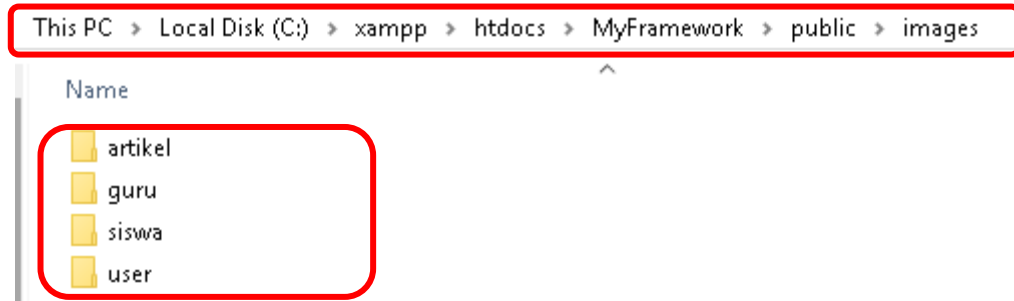 This PC > Local Disk (C:) > xampp > htdocs > MyFramework > public > images
Name
artikel
guru
siswa
user